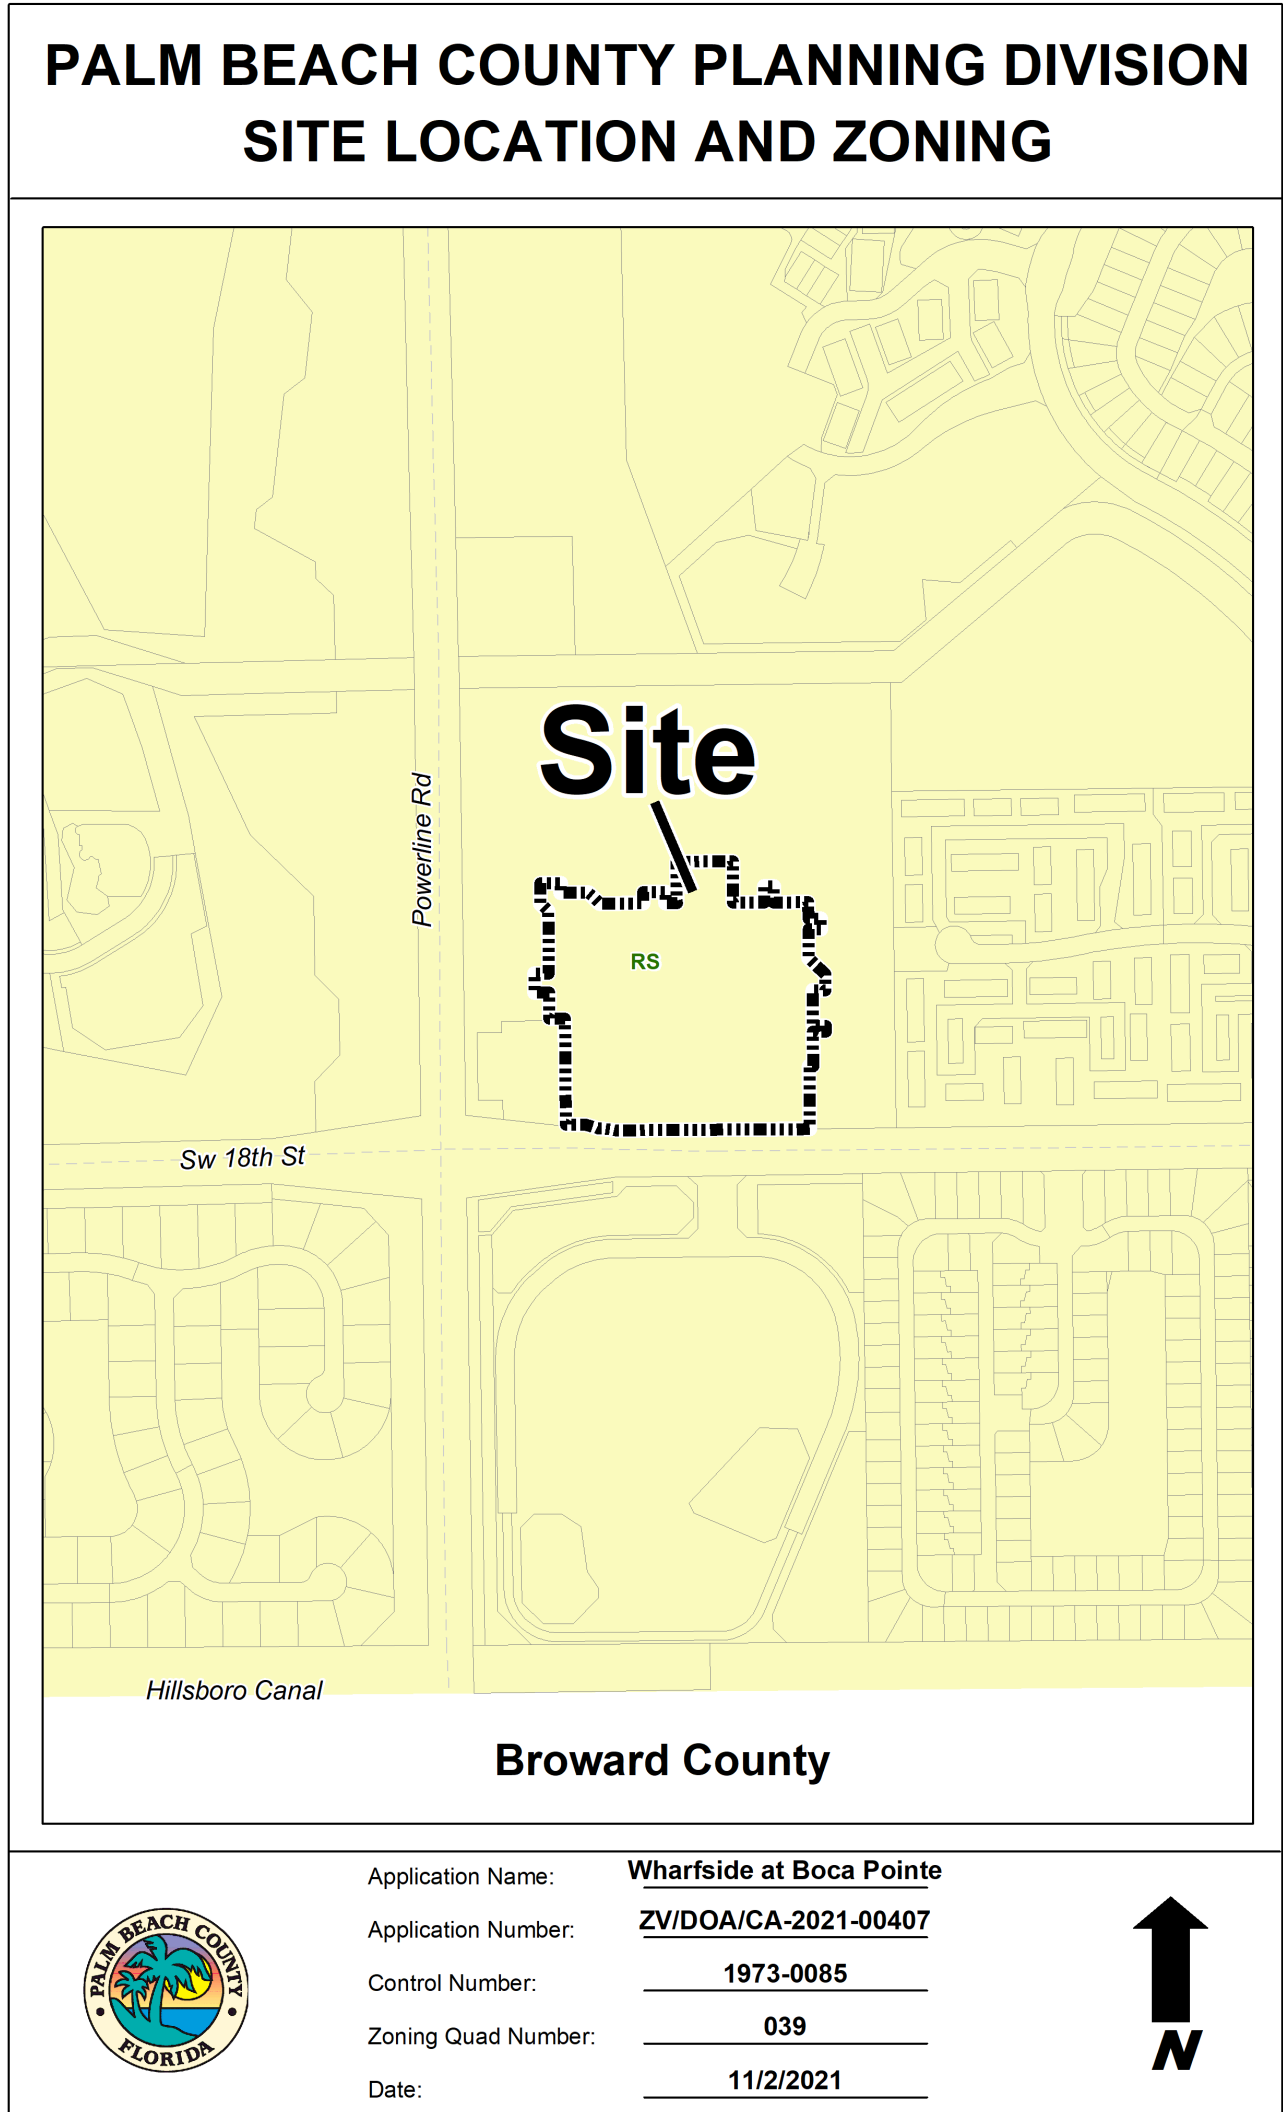 PALM BEACH COUNTY PLANNING DIVISION
SITE LOCATION AND ZONING
Site
Powerline Rd
RS
Sw 18th St
Hillsboro Canal
Broward County
Application Name: Wharfside at Boca Pointe
Application Number: ZV/DOA/CA-2021-00407
Control Number: 1973-0085
Zoning Quad Number: 039
Date: 11/2/2021
PALM BEACH COUNTY
FLORIDA
N